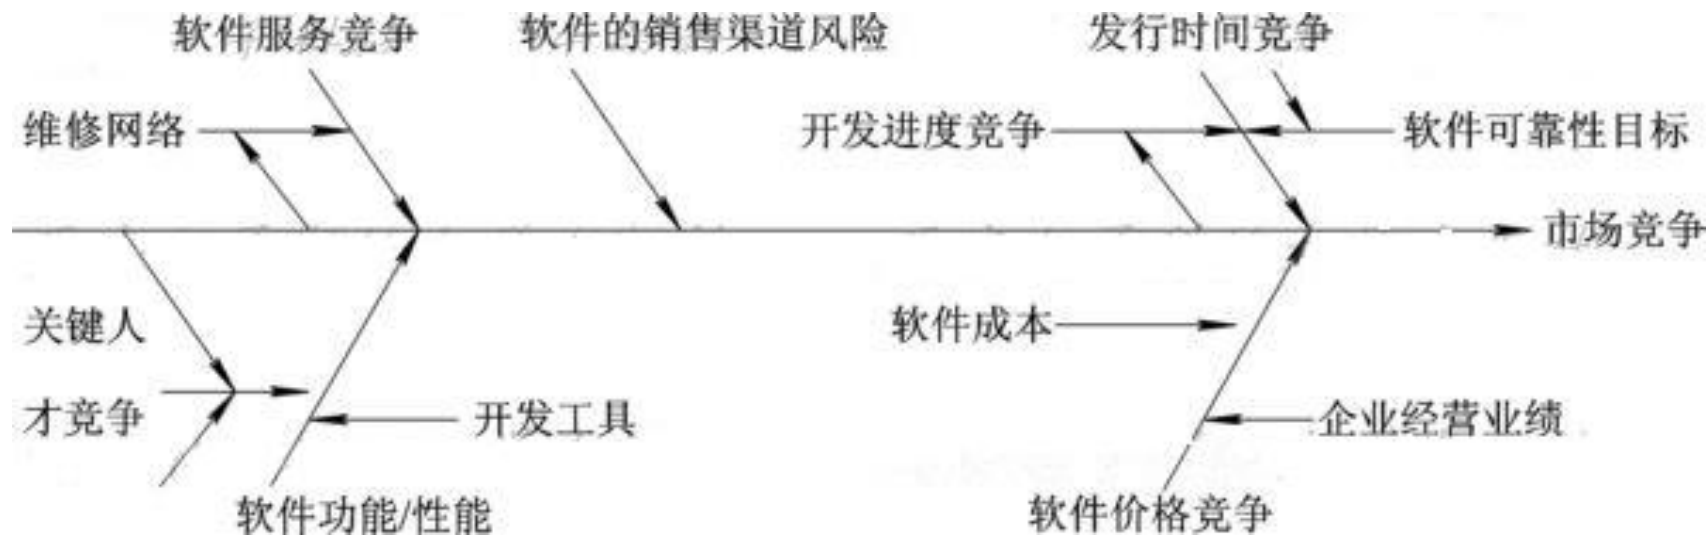 软件服务竞争
软件的销售渠道风险
发行时间竞争
维修网络
开发进度竞争
软件可靠性目标
市场竞争
关键人
才竞争
软件成本
开发工具
企业经营业绩
软件功能/性能
软件价格竞争